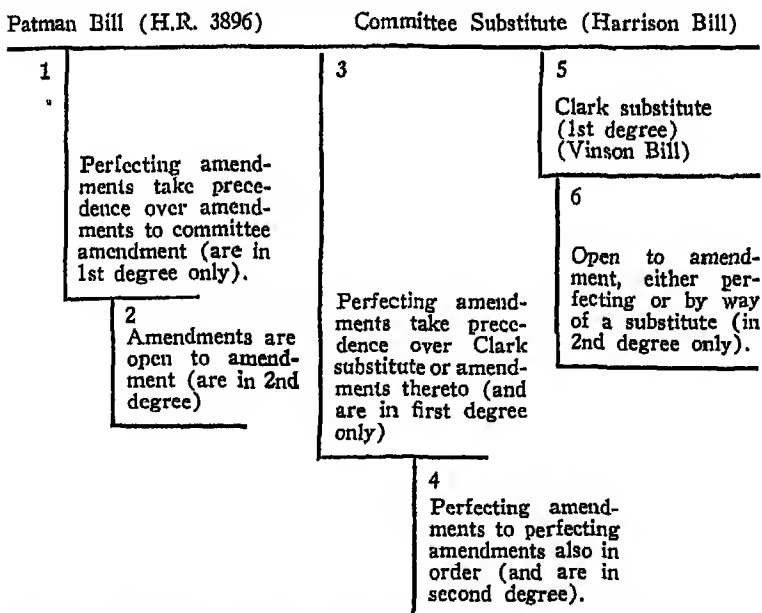 Patman Bill (H.R. 3896)
Committee Substitute (Harrison Bill)
1
Perfecting amend-
ments take prece-
dence over amend-
ments to committee
amendment (are in
1st degree only).
2
Amendments are
open to amend-
ment (are in 2nd
degree)
3
Perfecting amend-
ments take prece-
dence over Clark
substitute or amend-
ments thereto (and
are in first degree
only)
4
Perfecting amend-
ments to perfecting
amendments also in
order (and are in
second degree).
5
Clark substitute
(1st degree)
(Vinson Bill)
6
Open to amend-
ment, either per-
fecting or by way
of a substitute (in
2nd degree only).